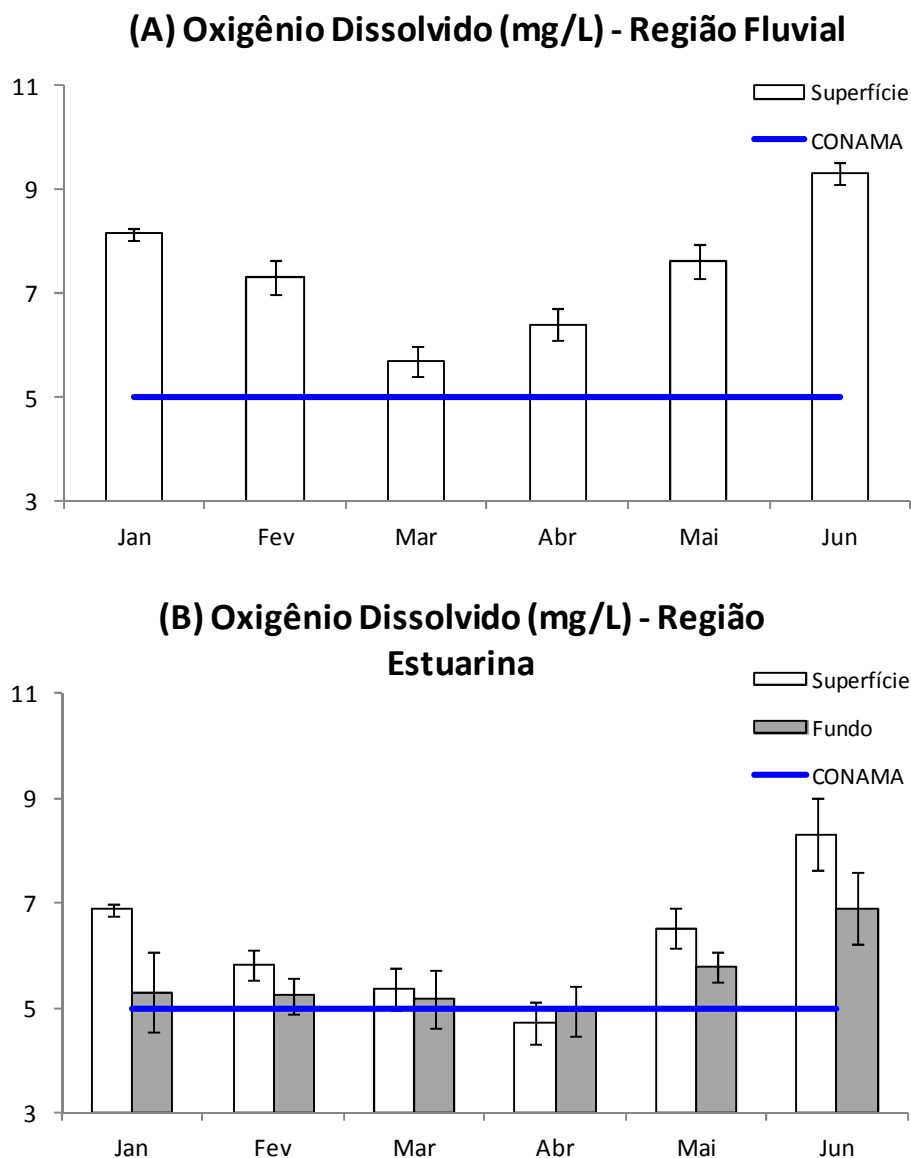 (A) Oxigênio Dissolvido (mg/L) - Região Fluvial
11
Superfície
CONAMA
9
7
5
3
Jan Fev Mar Abr Mai Jun
(B) Oxigênio Dissolvido (mg/L) - Região
Estuarina
Superfície
11
Fundo
CONAMA
9
7
5
3
Jan Fev Mar Abr Mai Jun